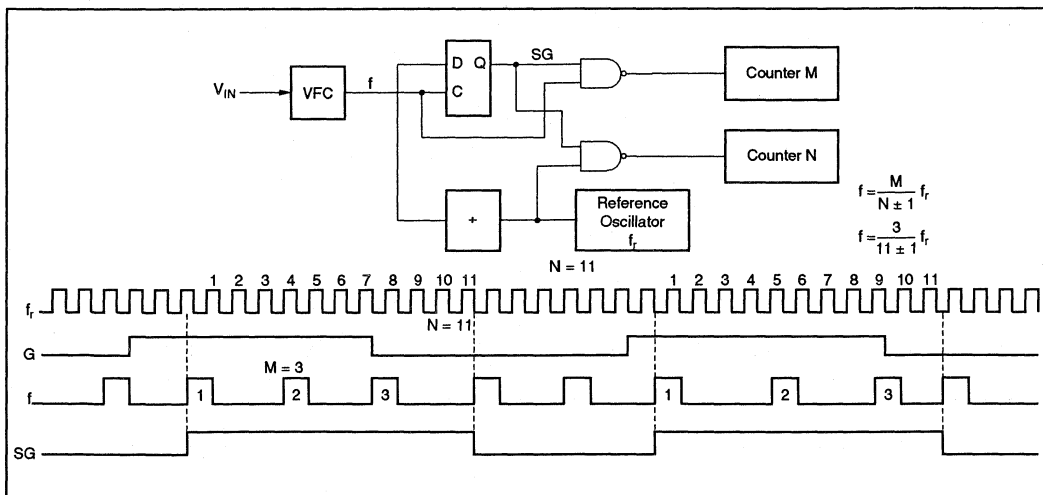 SG
D Q
C
Counter M
V_IN
VFC
f
Counter N
+
Reference
Oscillator
f_r
f = M / N ± 1 f_r
f = 3 / 11 ± 1 f_r
N = 11
1 2 3 4 5 6 7 8 9 10 11 1 2 3 4 5 6 7 8 9 10 11
f_r
N = 11
G
M = 3
f 1 2 3 1 2 3
SG